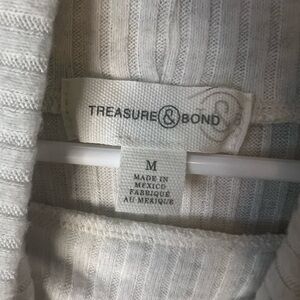 TREASURE & BOND
M
MADE IN
MEXICO
FABRIQUÉ
AU MEXIQUE